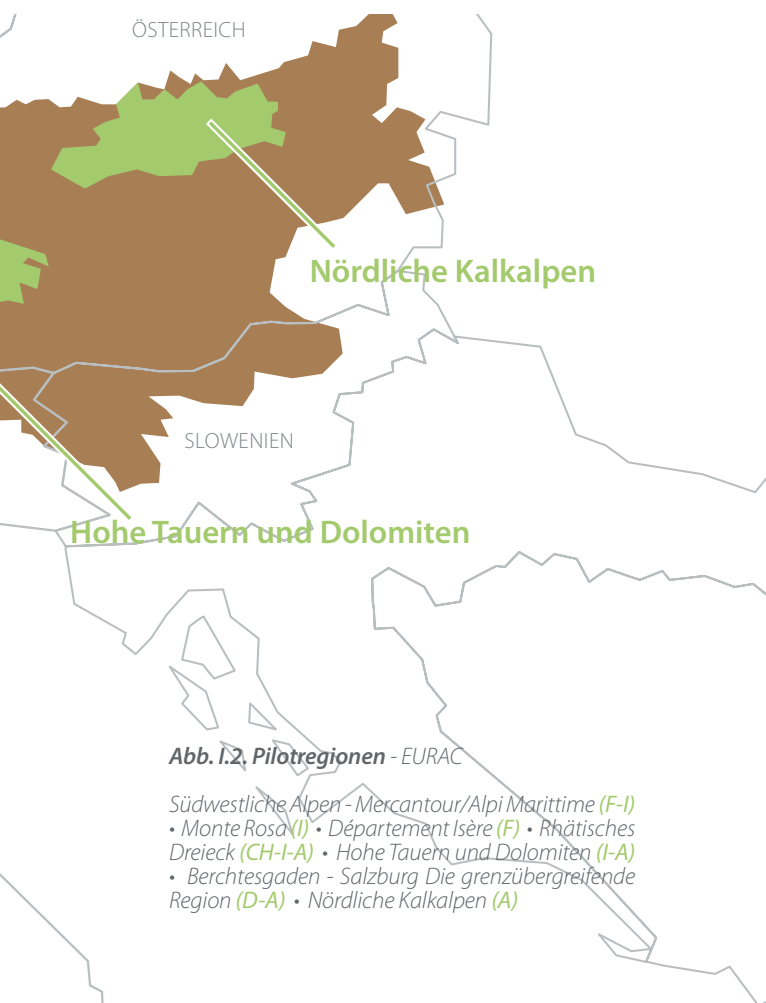 ÖSTERREICH
Nördliche Kalkalpen
SLOWENIEN
Hohe Tauern und Dolomiten
Abb. I.2. Pilotregionen - EURAC
Südwestliche Alpen - Mercantour/Alpi Marittime (F-I)
• Monte Rosa (I) • Département Isère (F) • Rhätisches
Dreieck (CH-I-A) • Hohe Tauern und Dolomiten (I-A)
• Berchtesgaden - Salzburg Die grenzübergreifende
Region (D-A) • Nördliche Kalkalpen (A)